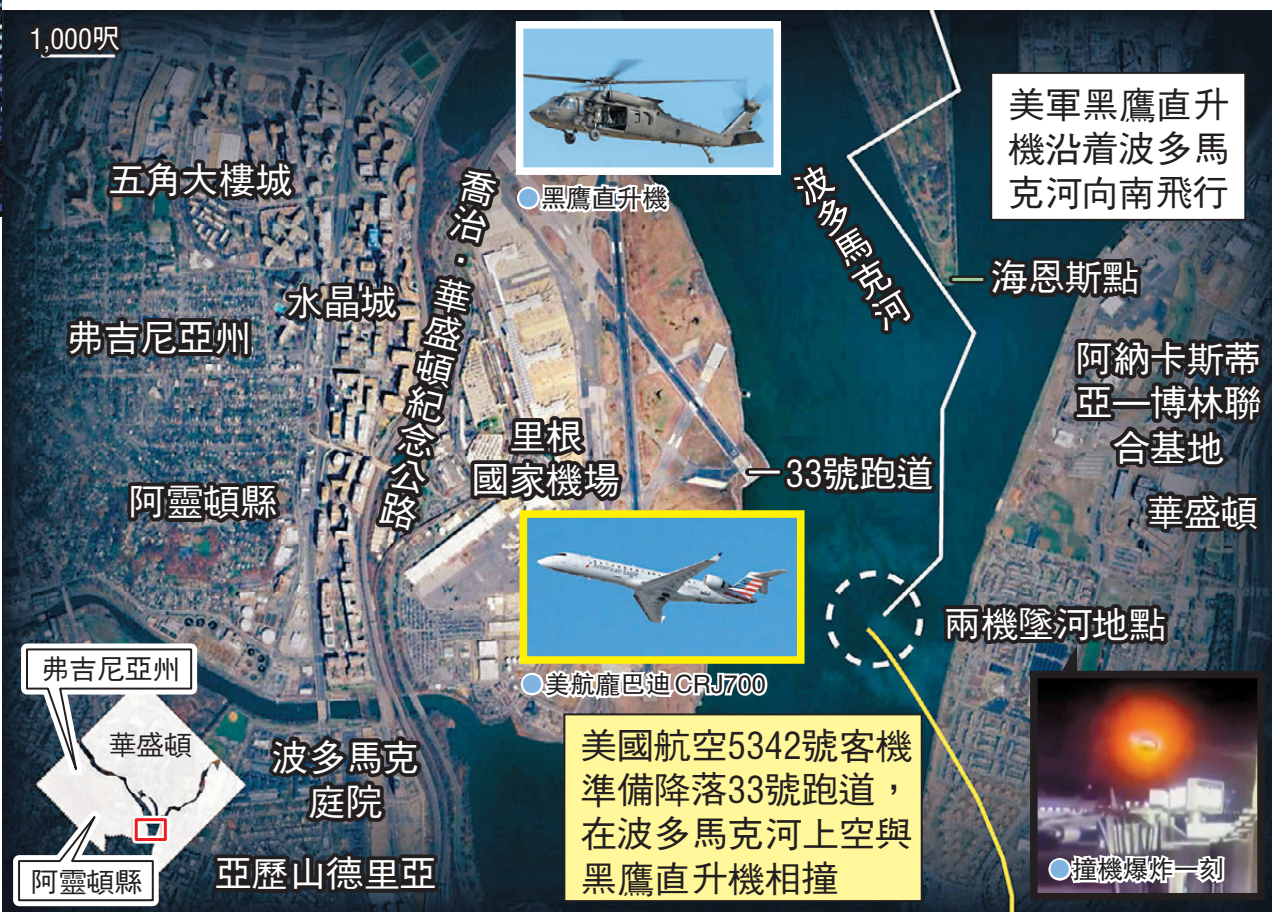 1,000呎
美軍黑鷹直升
機沿着波多馬
克河向南飛行
五角大樓城
黑鷹直升機
喬治·華盛頓紀念公路
波多馬克河
海恩斯點
水晶城
弗吉尼亞州
阿納卡斯蒂
亞—博林聯
合基地
里根
國家機場
33號跑道
阿靈頓縣
華盛頓
American Eagle
兩機墜河地點
美航龐巴迪CRJ700
弗吉尼亞州
華盛頓
阿靈頓縣
波多馬克
庭院
亞歷山德里亞
美國航空5342號客機
準備降落33號跑道，
在波多馬克河上空與
黑鷹直升機相撞
撞機爆炸一刻